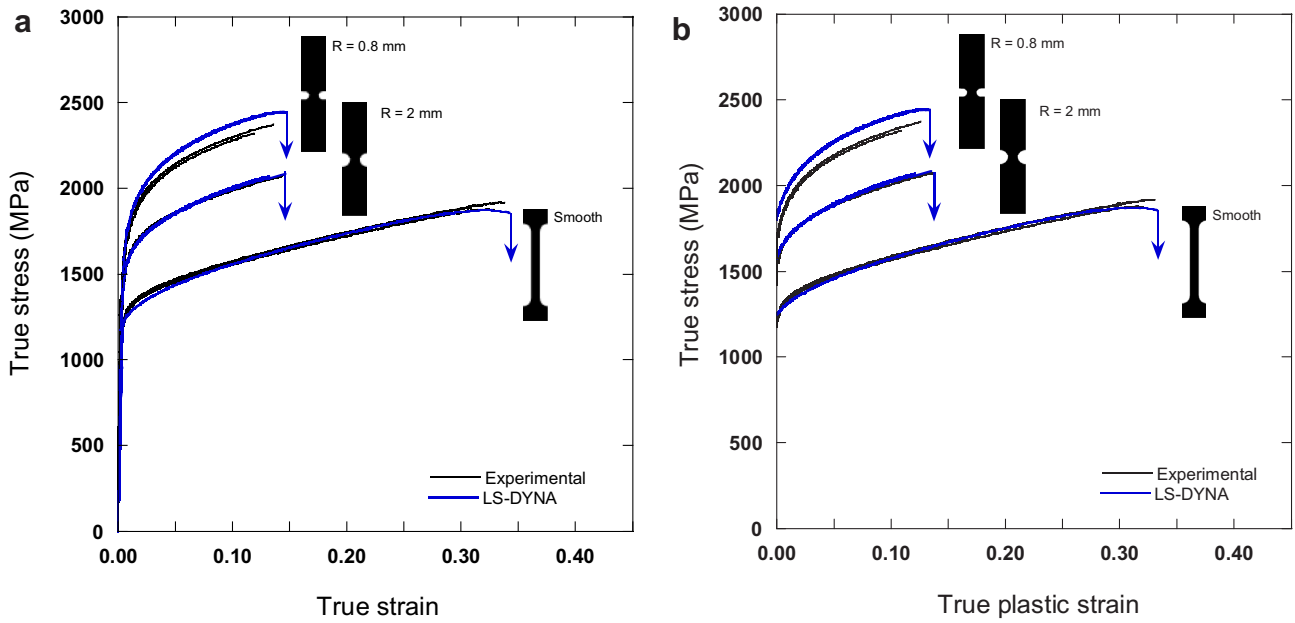 a
3000
2500
2000
1500
1000
500
0
0.00 0.10 0.20 0.30 0.40
True stress (MPa)
True strain
R = 0.8 mm
R = 2 mm
Smooth
Experimental
LS-DYNA
b
3000
2500
2000
1500
1000
500
0
0.00 0.10 0.20 0.30 0.40
True stress (MPa)
True plastic strain
R = 0.8 mm
R = 2 mm
Smooth
Experimental
LS-DYNA